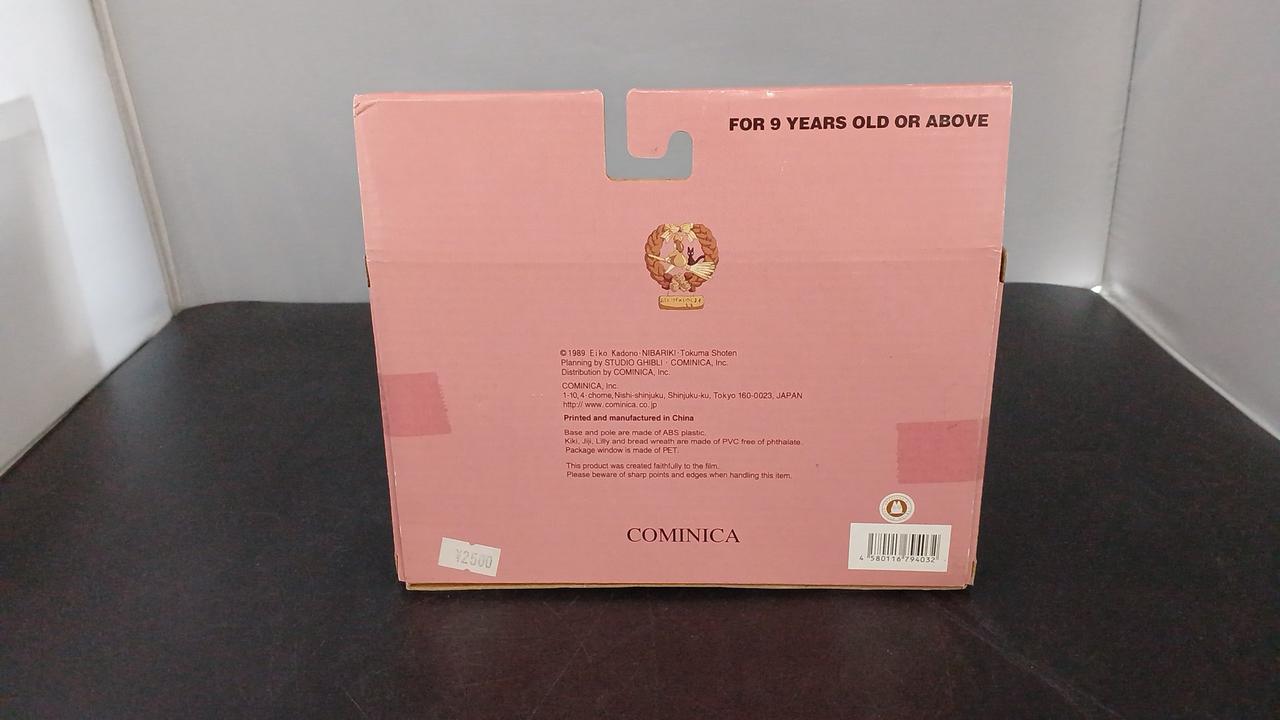 FOR 9 YEARS OLD OR ABOVE
©1989 Eiko Kadono·NIBARIKI·Tokuma Shoten
Planning by STUDIO GHIBLI · COMINICA, Inc.
Distribution by COMINICA, Inc.
COMINICA, Inc.
1-10, 4-chome, Nishi-shinjuku, Shinjuku-ku, Tokyo 160-0023, JAPAN
http://www.cominica.co.jp
Printed and manufactured in China
Base and pole are made of ABS plastic.
Kiki, Jiji, Lilly and bread wreath are made of PVC free of phthalate.
Package window is made of PET.
This product was created faithfully to the film.
Please beware of sharp points and edges when handling this item.
COMINICA
¥2500
4 580116 794032